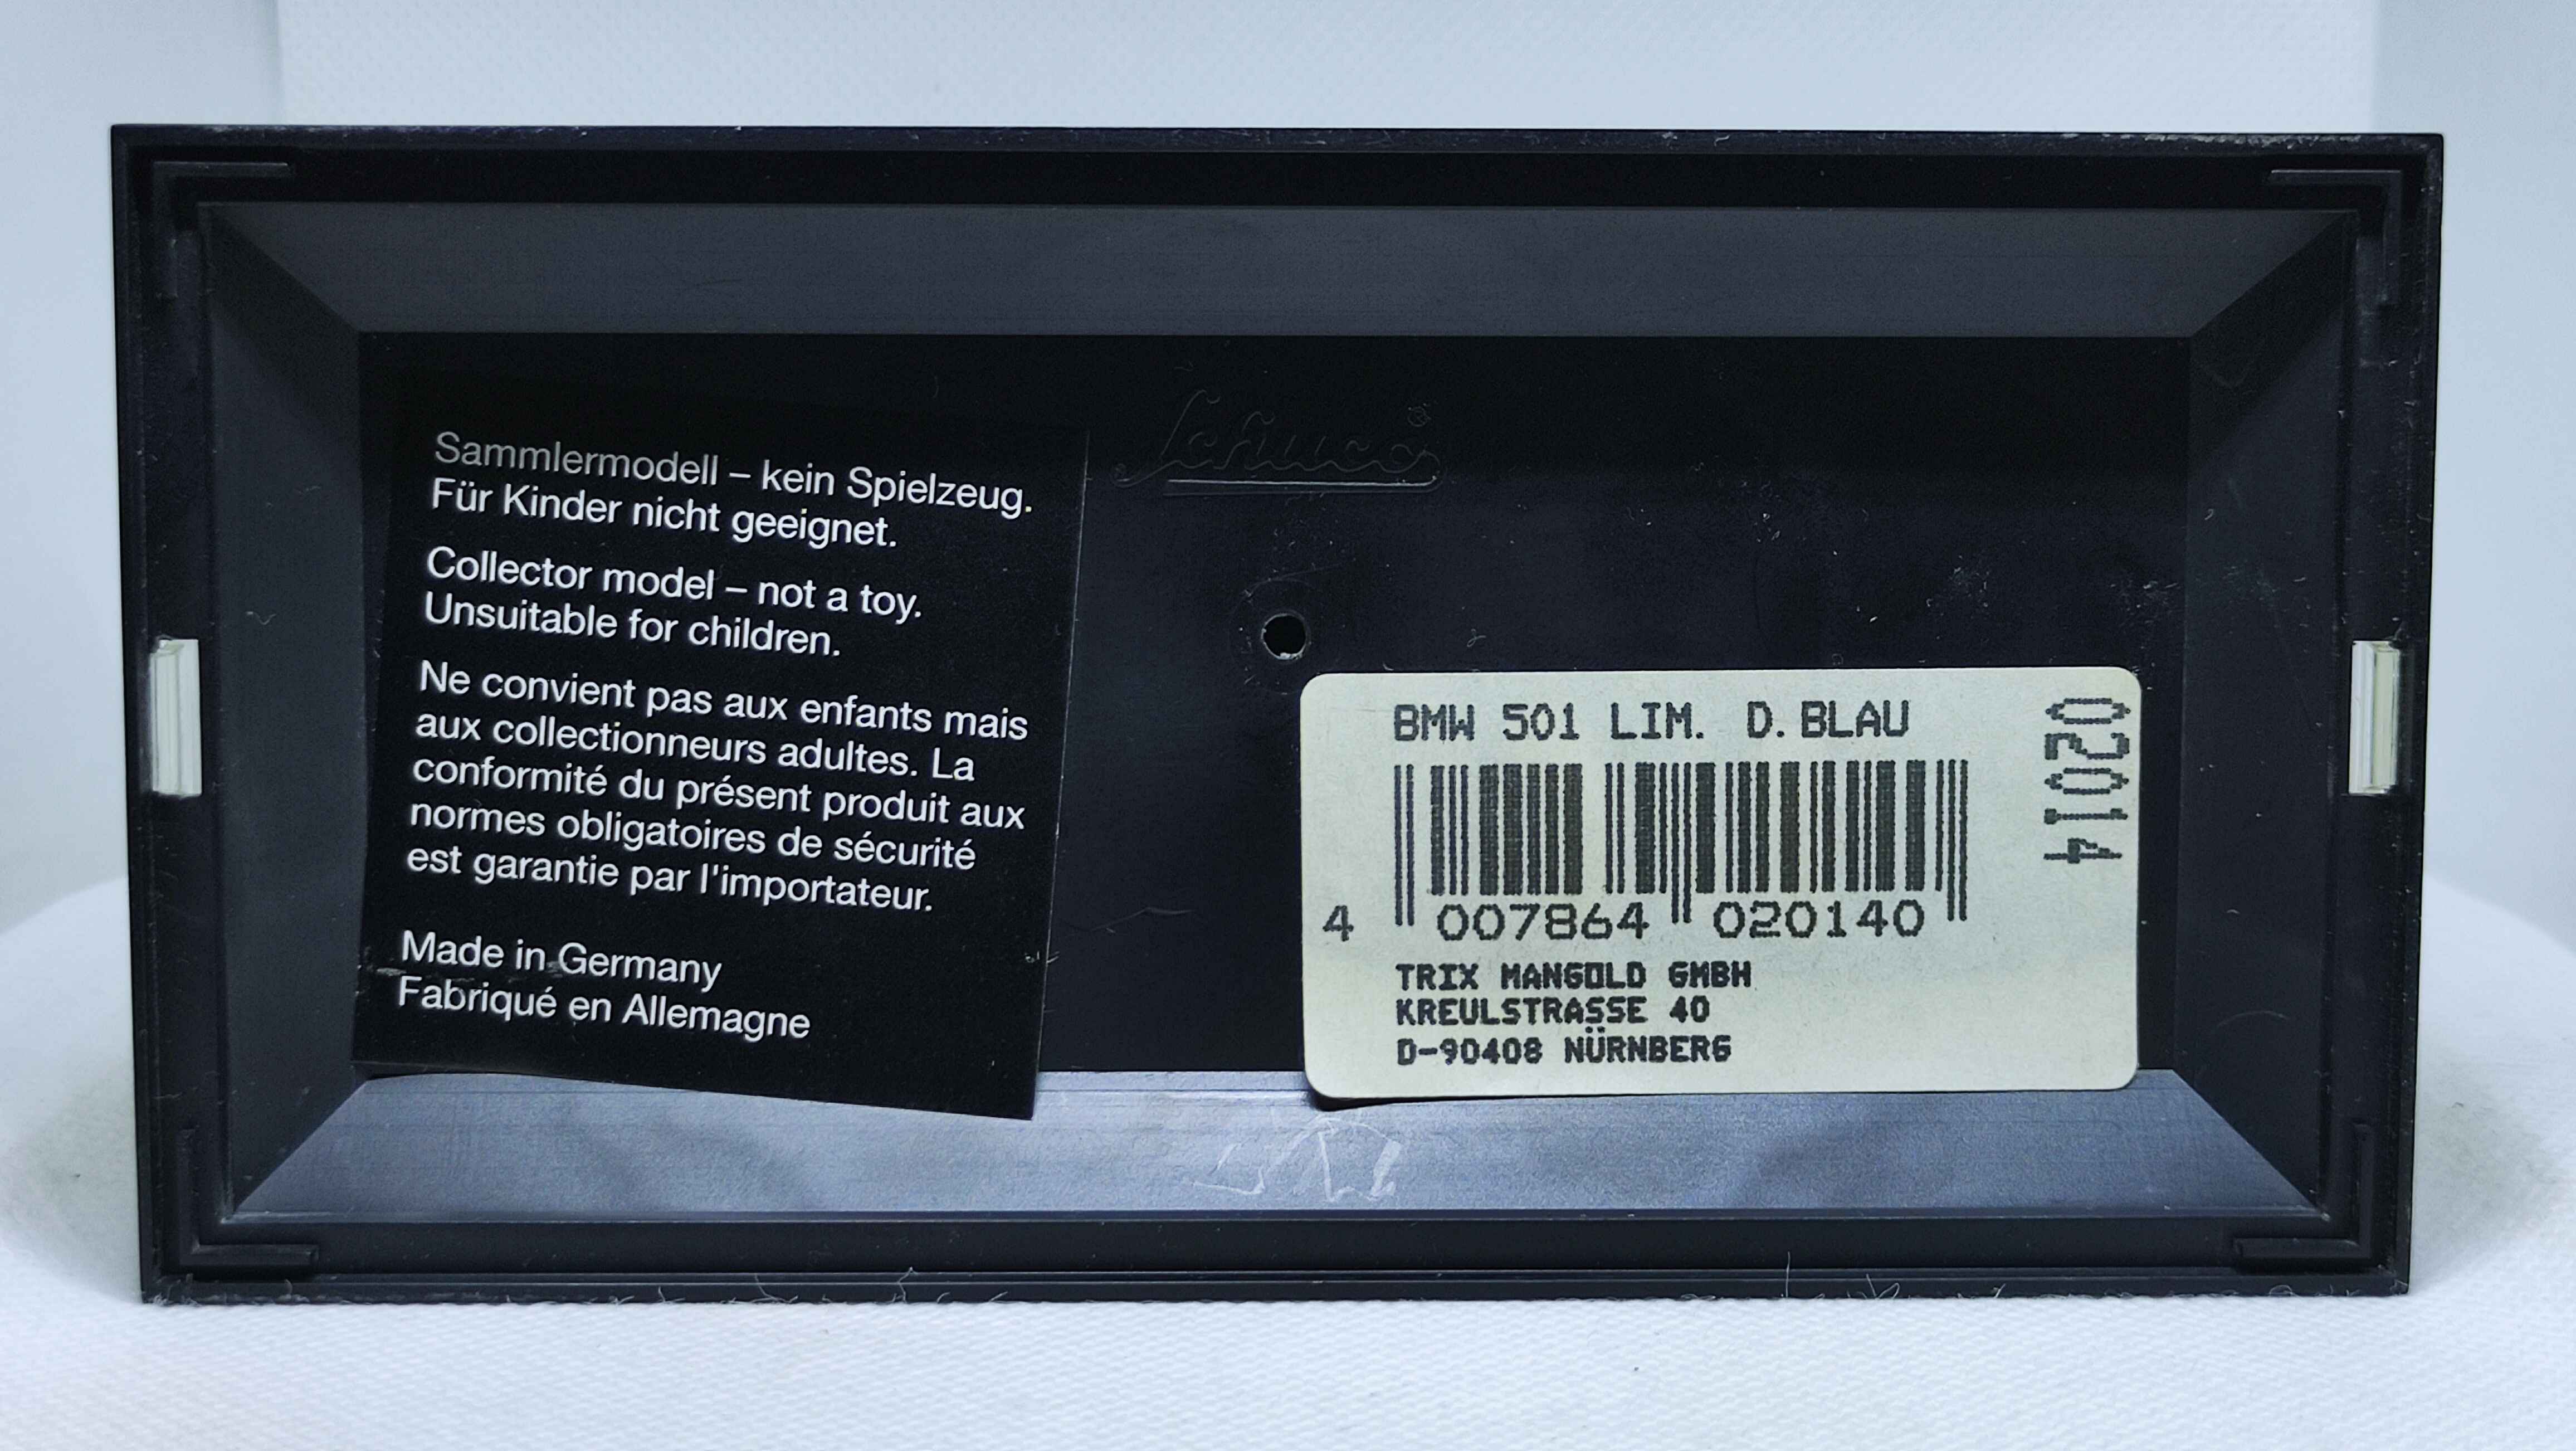 Sammlermodell – kein Spielzeug.
Für Kinder nicht geeignet.
Collector model – not a toy.
Unsuitable for children.
Ne convient pas aux enfants mais
aux collectionneurs adultes. La
conformité du présent produit aux
normes obligatoires de sécurité
est garantie par l'importateur.
Made in Germany
Fabriqué en Allemagne
Schuco ®
BMW 501 LIM. D.BLAU
02014
4 007864 020140
TRIX MANGOLD GMBH
KREULSTRASSE 40
D-90408 NÜRNBERG